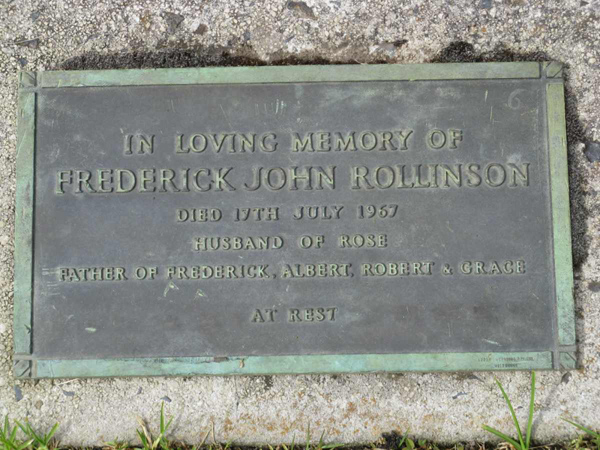 IN LOVING MEMORY OF
FREDERICK JOHN ROLLINSON
DIED 17TH JULY 1967
HUSBAND OF ROSE
FATHER OF FREDERICK, ALBERT, ROBERT & GRACE
AT REST